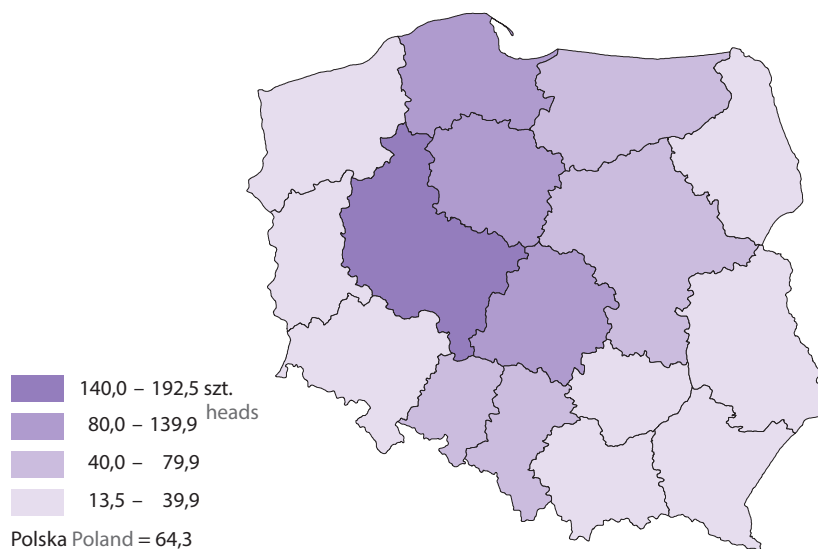 140,0 – 192,5 szt.
heads
80,0 – 139,9
40,0 – 79,9
13,5 – 39,9
Polska Poland = 64,3